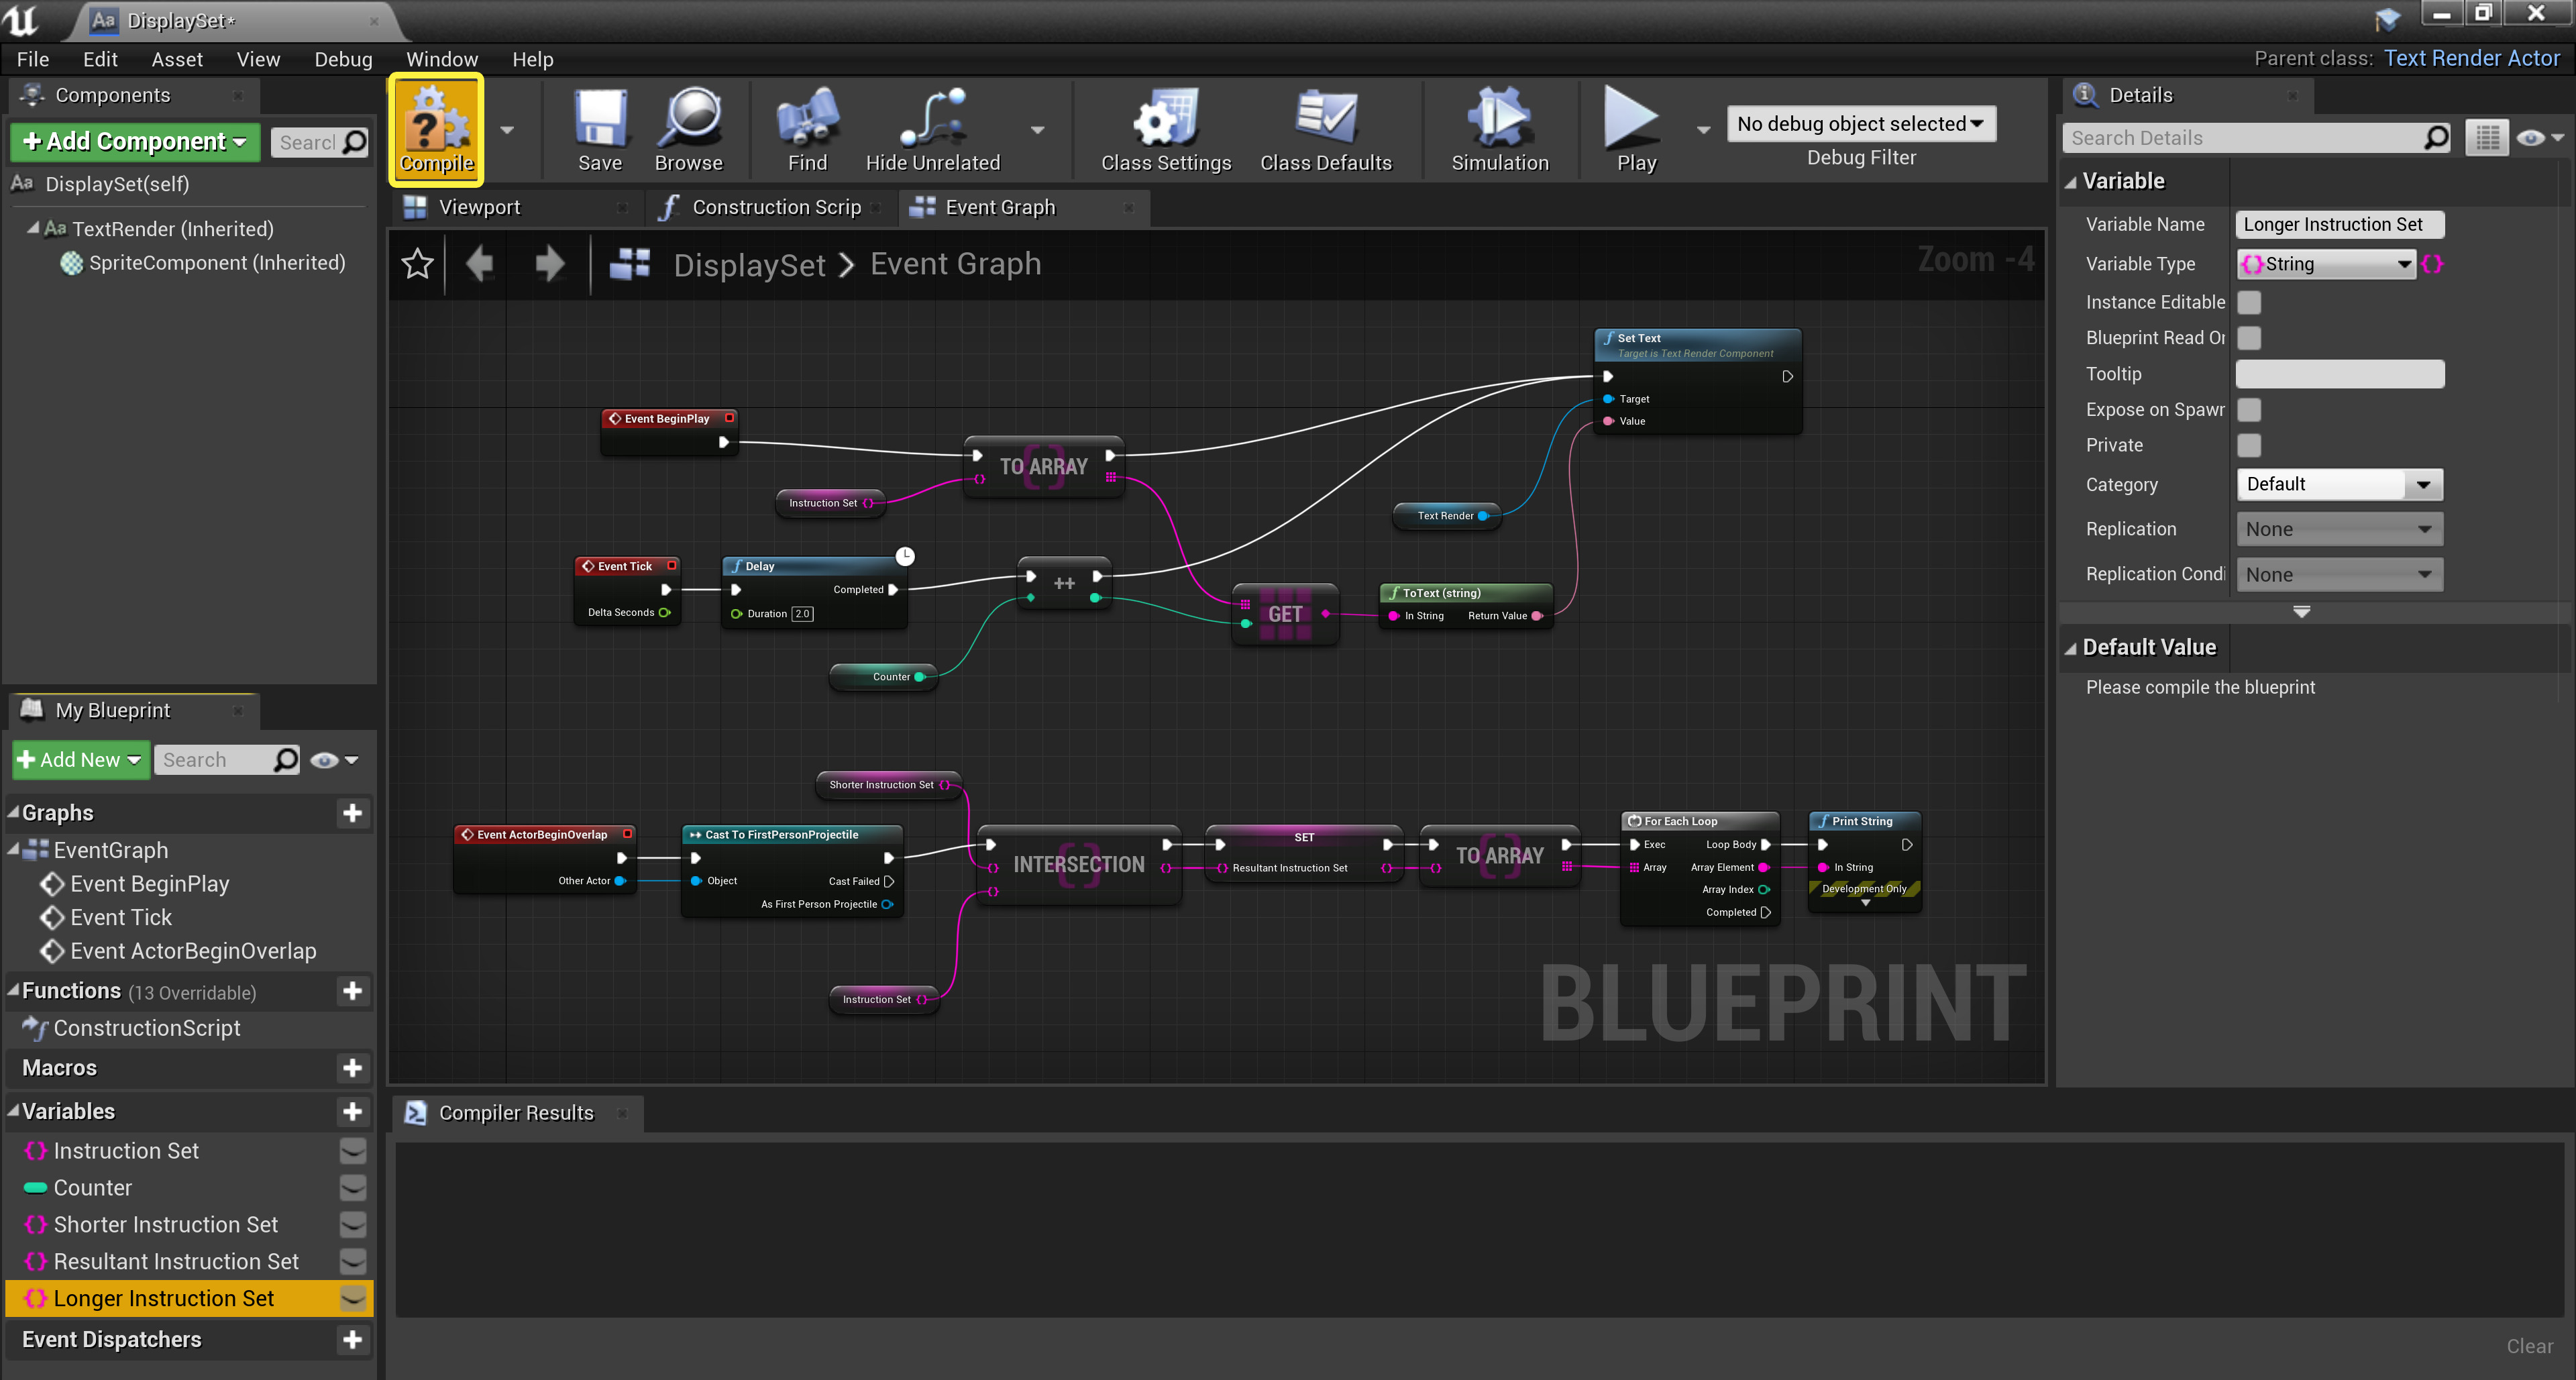 DisplaySet*
File Edit Asset View Debug Window Help
Parent class: Text Render Actor
Components
Add Component
Searcl
DisplaySet(self)
TextRender (Inherited)
SpriteComponent (Inherited)
Compile
Save
Browse
Find
Hide Unrelated
Class Settings
Class Defaults
Simulation
Play
No debug object selected
Debug Filter
Viewport
Construction Scrip
Event Graph
DisplaySet > Event Graph
Zoom -4
Set Text
Target is Text Render Component
Target
Value
Event BeginPlay
TO ARRAY
Instruction Set
Text Render
Event Tick
Delta Seconds
Delay
Completed
Duration 2.0
++
Counter
GET
ToText (string)
In String
Return Value
Shorter Instruction Set
Event ActorBeginOverlap
Other Actor
Cast To FirstPersonProjectile
Object
Cast Failed
As First Person Projectile
INTERSECTION
SET
Resultant Instruction Set
TO ARRAY
For Each Loop
Exec
Loop Body
Array
Array Element
Array Index
Completed
Print String
In String
Development Only
Instruction Set
BLUEPRINT
My Blueprint
Add New
Search
Graphs
EventGraph
Event BeginPlay
Event Tick
Event ActorBeginOverlap
Functions (13 Overridable)
ConstructionScript
Macros
Variables
Instruction Set
Counter
Shorter Instruction Set
Resultant Instruction Set
Longer Instruction Set
Event Dispatchers
Compiler Results
Clear
Details
Search Details
Variable
Variable Name Longer Instruction Set
Variable Type String
Instance Editable
Blueprint Read Or
Tooltip
Expose on Spawr
Private
Category Default
Replication None
Replication Condi None
Default Value
Please compile the blueprint